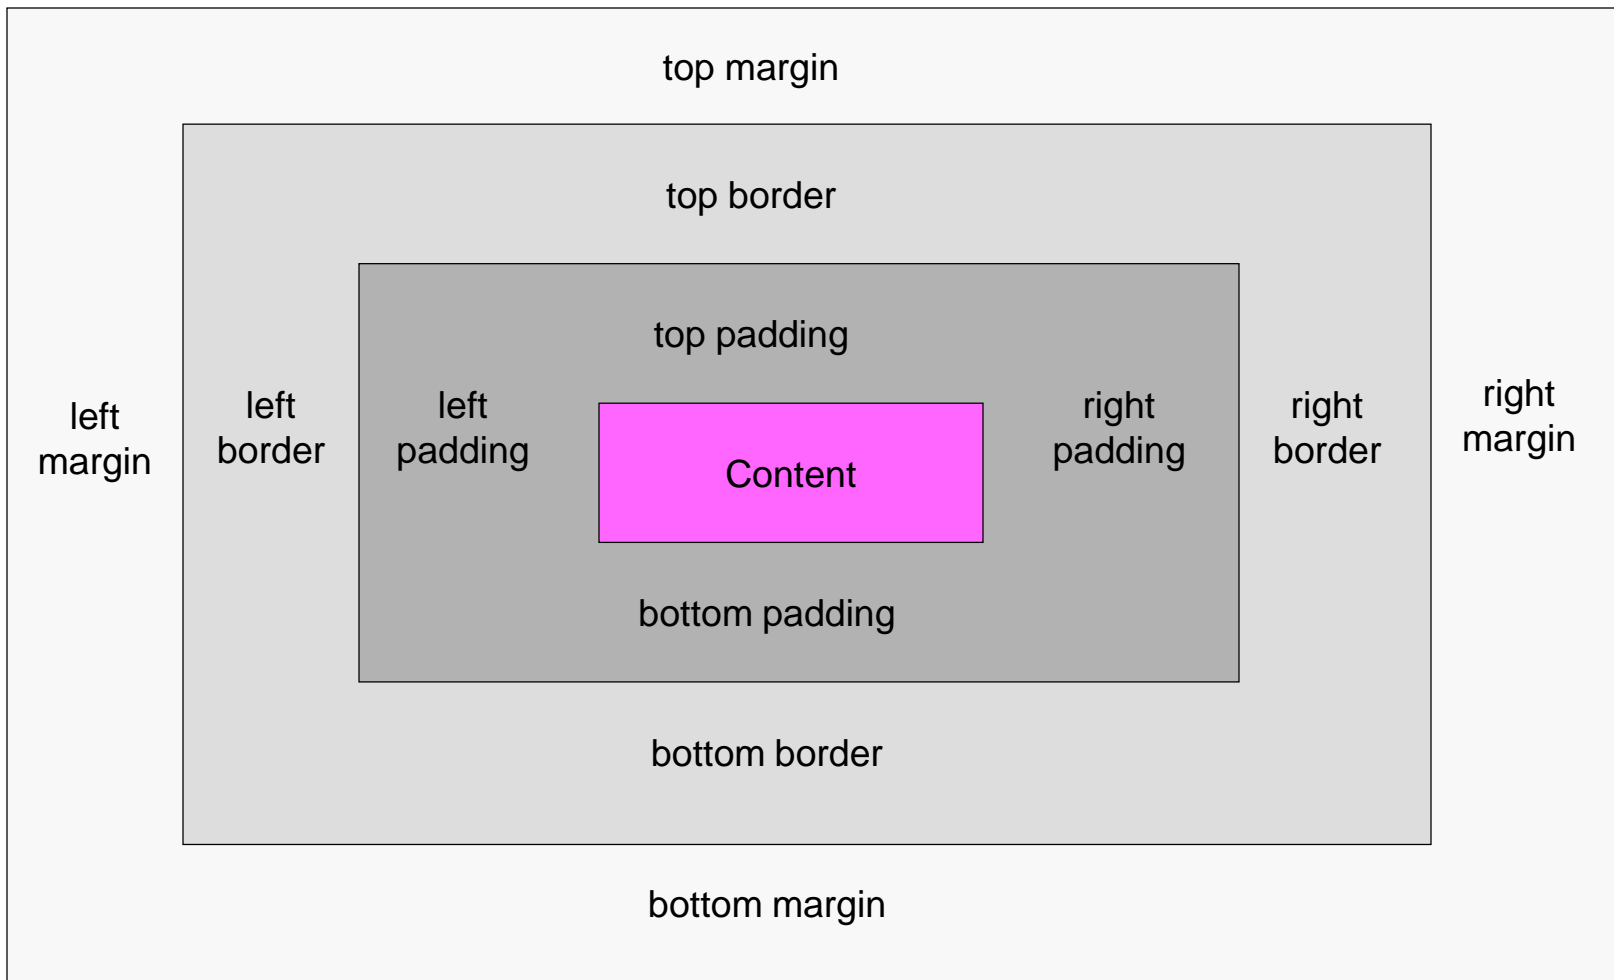 top margin
top border
top padding
left
margin
left
border
left
padding
Content
right
padding
right
border
right
margin
bottom padding
bottom border
bottom margin